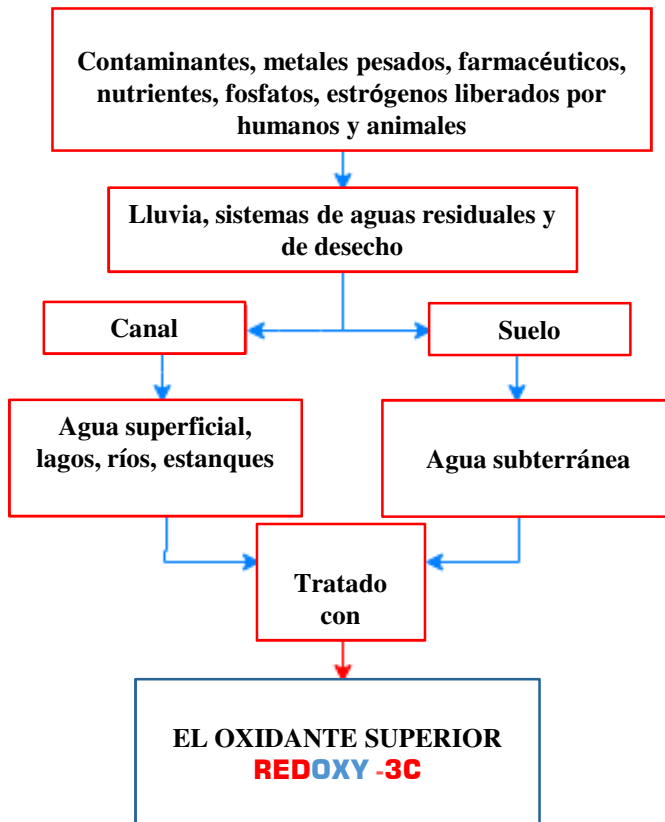 Contaminantes, metales pesados, farmacéuticos,
nutrientes, fosfatos, estrógenos liberados por
humanos y animales
Lluvia, sistemas de aguas residuales y
de desecho
Canal
Suelo
Agua superficial,
lagos, ríos, estanques
Agua subterránea
Tratado
con
EL OXIDANTE SUPERIOR
REDOXY -3C